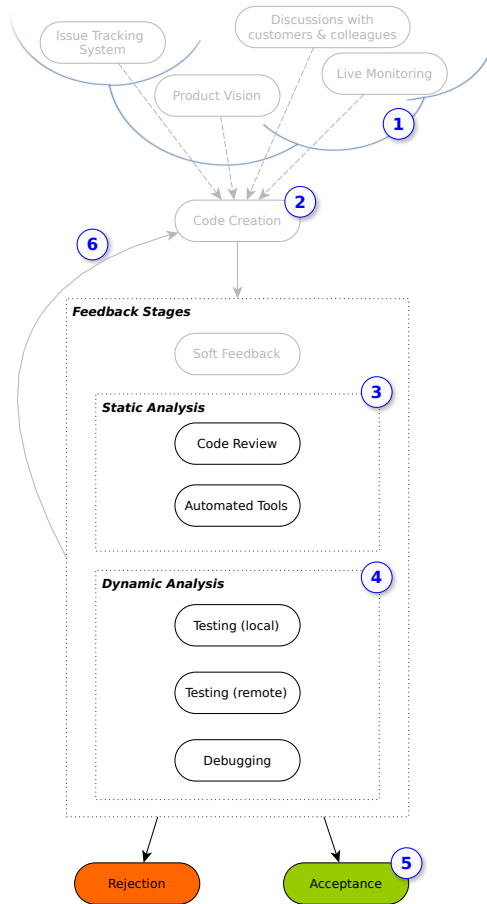 Discussions with
customers & colleagues
Issue Tracking
System
Live Monitoring
Product Vision
1
2
Code Creation
6
Feedback Stages
Soft Feedback
3
Static Analysis
Code Review
Automated Tools
4
Dynamic Analysis
Testing (local)
Testing (remote)
Debugging
5
Rejection
Acceptance